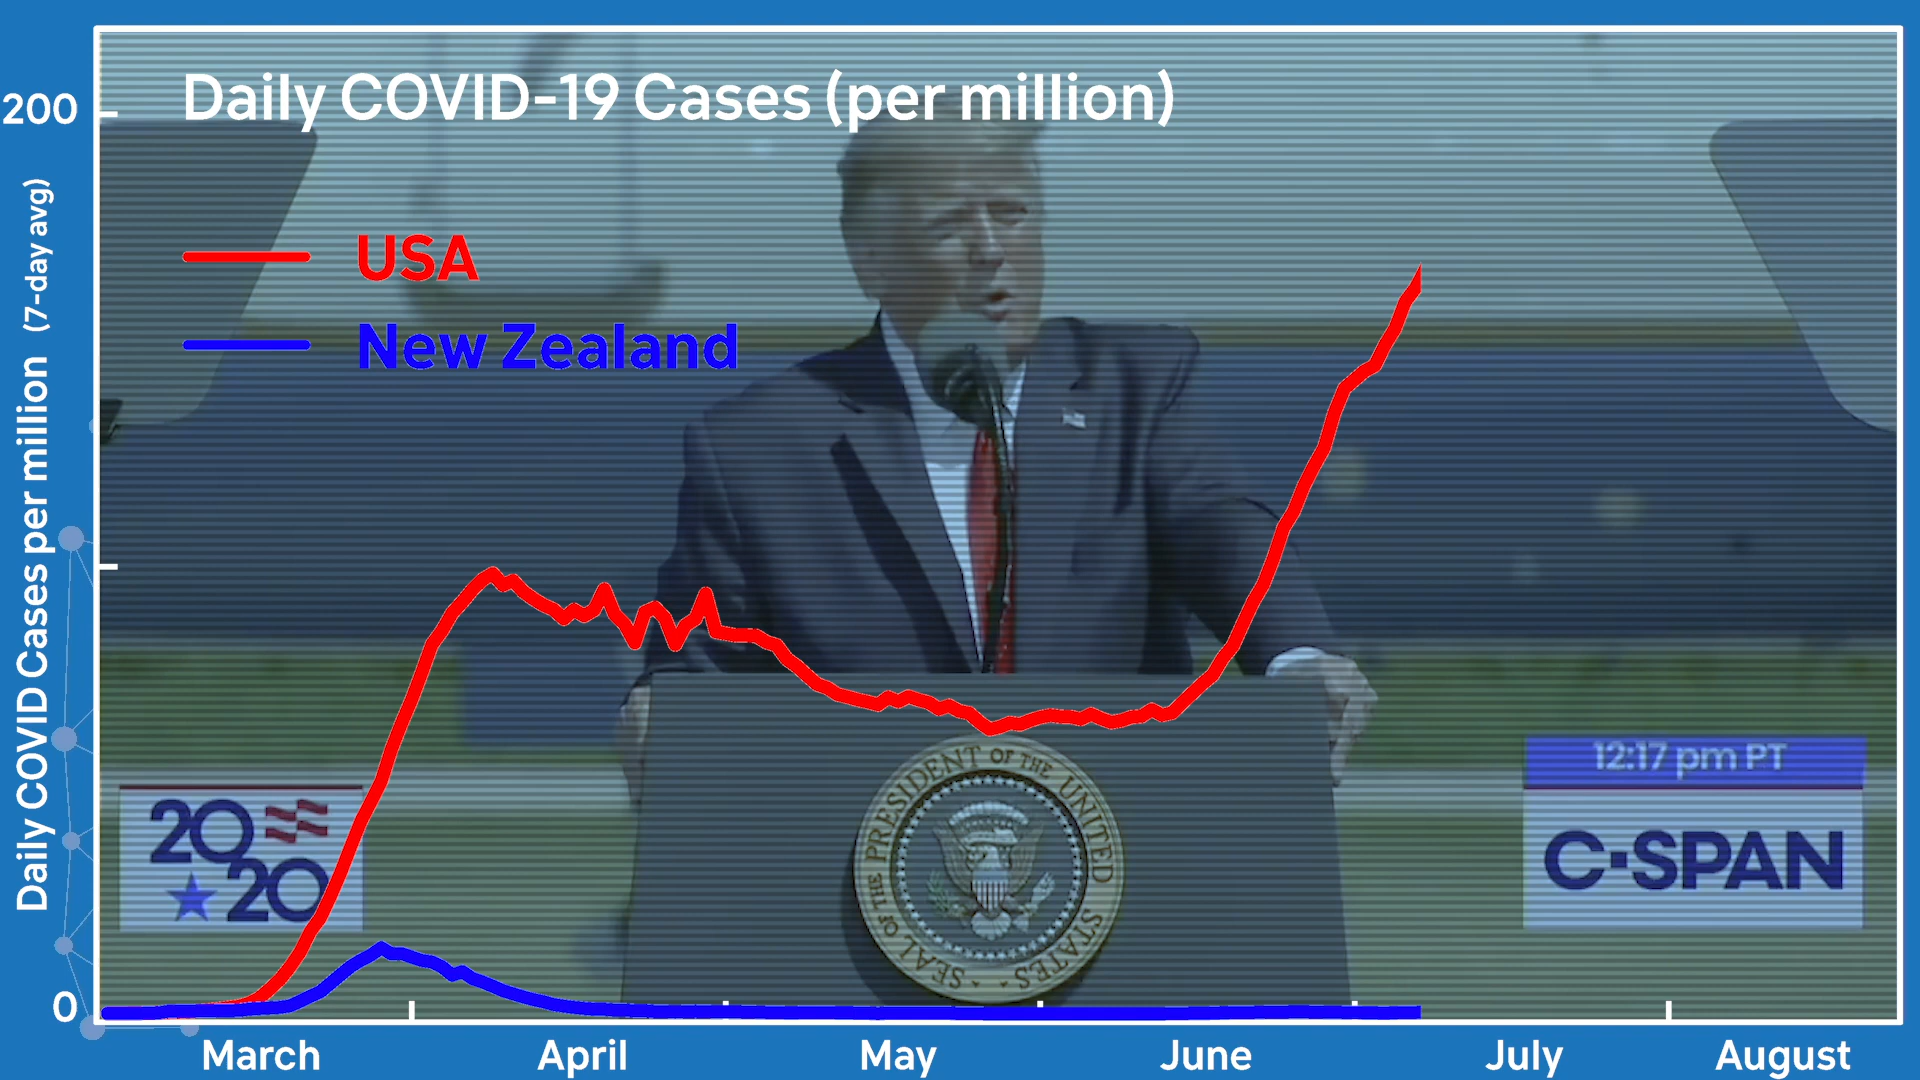 Daily COVID-19 Cases (per million)
200
USA
New Zealand
Daily COVID Cases per million (7-day avg)
12:17 pm PT
C·SPAN
2020
SEAL OF THE PRESIDENT OF THE UNITED STATES
0
March April May June July August